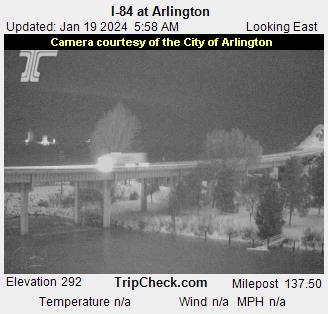 I-84 at Arlington
Updated: Jan 19 2024 5:58 AM Looking East
Camera courtesy of the City of Arlington
Elevation 292 TripCheck.com Milepost 137.50
Temperature n/a Wind n/a MPH n/a